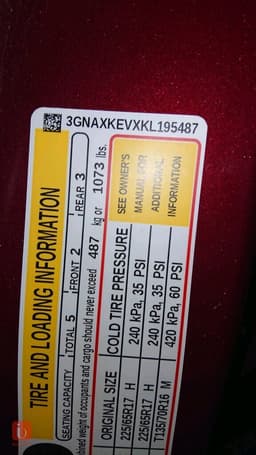 3GNAXKEVXKL195487
TIRE AND LOADING INFORMATION
SEATING CAPACITY TOTAL 5 FRONT 2 REAR 3
weight of occupants and cargo should never exceed 487 kg or 1073 lbs.
ORIGINAL SIZE COLD TIRE PRESSURE SEE OWNER'S
225/65R17 H 240 kPa, 35 PSI MANUAL FOR
225/65R17 H 240 kPa, 35 PSI ADDITIONAL
T135/70R16 M 420 kPa, 60 PSI INFORMATION